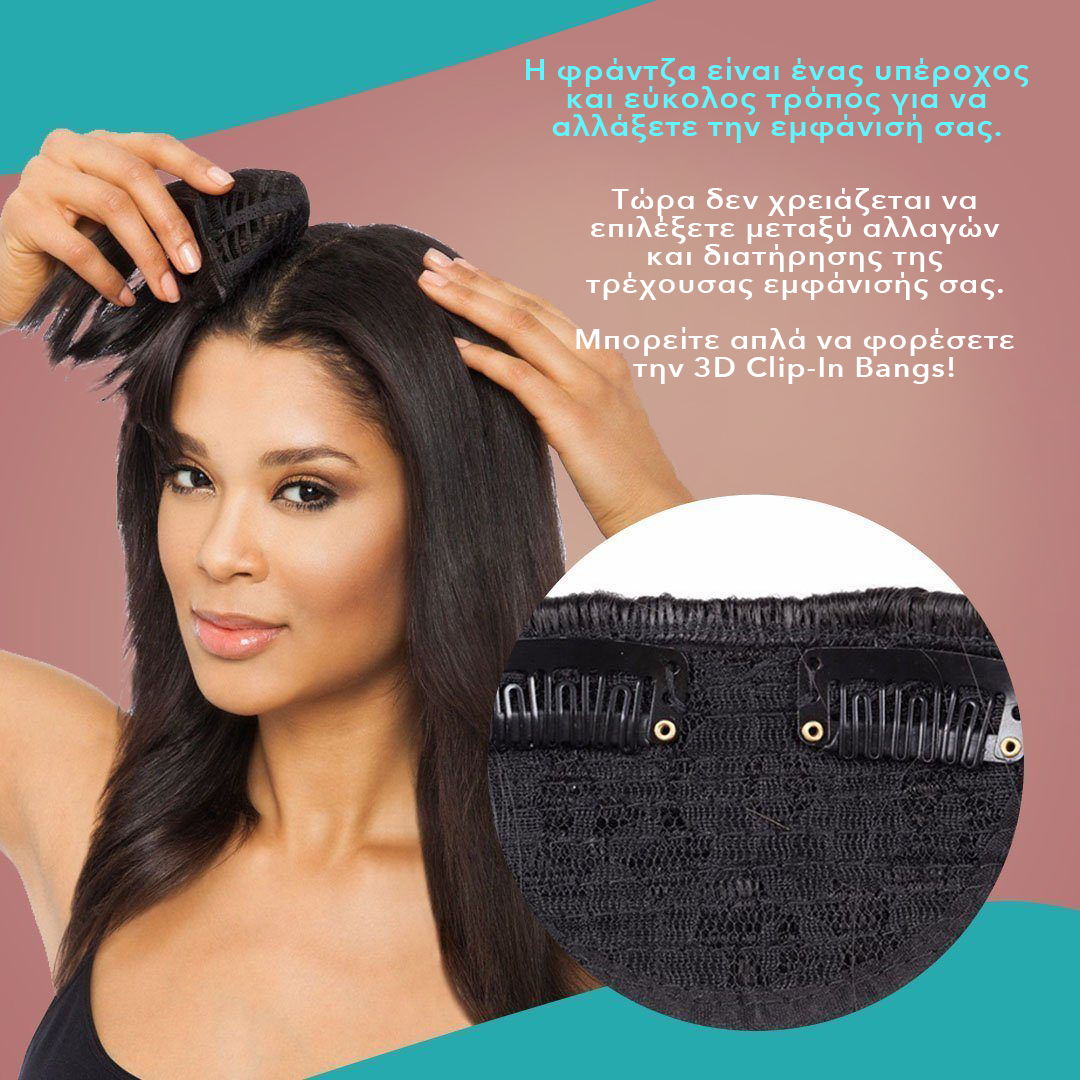 Η φράντζα είναι ένας υπέροχος
και εύκολος τρόπος για να
αλλάξετε την εμφάνισή σας.
Τώρα δεν χρειάζεται να
επιλέξετε μεταξύ αλλαγών
και διατήρησης της
τρέχουσας εμφάνισής σας.
Μπορείτε απλά να φορέσετε
την 3D Clip-In Bangs!